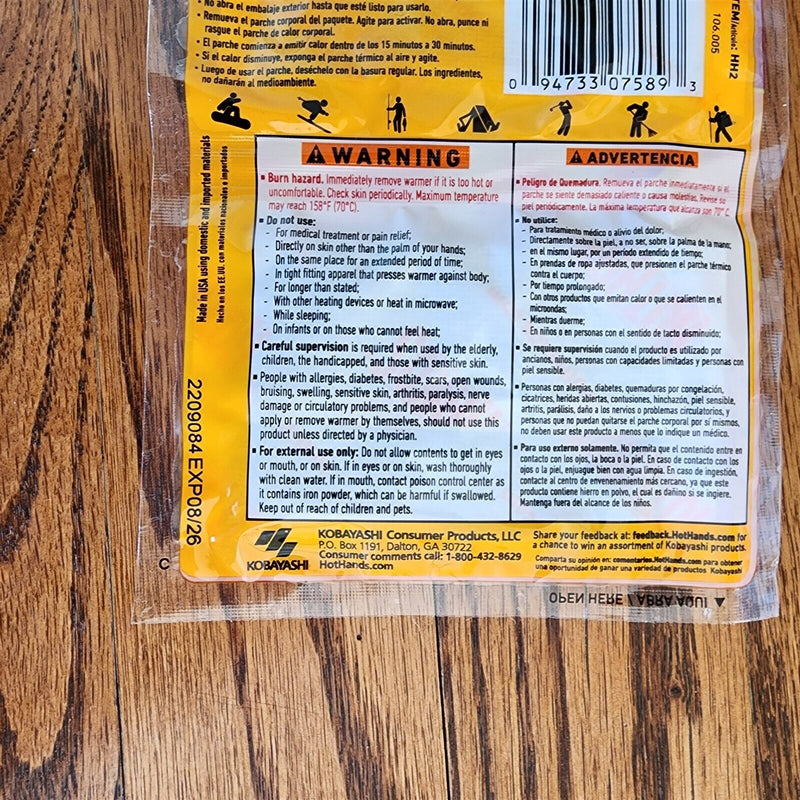 • No abra el embalaje exterior hasta que esté listo para usarlo.
• Remueva el parche corporal del paquete. Agite para activar. No abra, punce ni
rasgue el parche de calor corporal.
• El parche comienza a emitir calor dentro de los 15 minutos a 30 minutos.
• Si el calor disminuye, exponga el parche térmico al aire y agite.
• Luego de usar el parche, deséchelo con la basura regular. Los ingredientes,
no dañarán al medioambiente.
0 94733 07589 3
ITEM/Artículo: HH2
106.005
Made in USA using domestic and imported materials
Hecho en los EE.UU. con materiales nacionales e importados
2209084 EXP08/26
WARNING
▪ Burn hazard. Immediately remove warmer if it is too hot or
uncomfortable. Check skin periodically. Maximum temperature
may reach 158°F (70°C).
▪ Do not use:
- For medical treatment or pain relief;
- Directly on skin other than the palm of your hands;
- On the same place for an extended period of time;
- In tight fitting apparel that presses warmer against body;
- For longer than stated;
- With other heating devices or heat in microwave;
- While sleeping;
- On infants or on those who cannot feel heat;
▪ Careful supervision is required when used by the elderly,
children, the handicapped, and those with sensitive skin.
▪ People with allergies, diabetes, frostbite, scars, open wounds,
bruising, swelling, sensitive skin, arthritis, paralysis, nerve
damage or circulatory problems, and people who cannot
apply or remove warmer by themselves, should not use this
product unless directed by a physician.
▪ For external use only: Do not allow contents to get in eyes
or mouth, or on skin. If in eyes or on skin, wash thoroughly
with clean water. If in mouth, contact poison control center as
it contains iron powder, which can be harmful if swallowed.
Keep out of reach of children and pets.
ADVERTENCIA
▪ Peligro de Quemadura. Remueva el parche inmediatamente si el
parche se siente demasiado caliente o causa molestias. Revise su
piel periódicamente. La máxima temperatura que alcanza son 70° C.
▪ No utilice:
- Para tratamiento médico o alivio del dolor;
- Directamente sobre la piel, a no ser, sobre la palma de la mano;
- en el mismo lugar, por un período extendido de tiempo;
- En prendas de ropa ajustadas, que presionen el parche térmico
contra el cuerpo;
- Por tiempo prolongado;
- Con otros productos que emitan calor o que se calienten en el
microondas;
- Mientras duerme;
- En niños o en personas con el sentido de tacto disminuido;
▪ Se requiere supervisión cuando el producto es utilizado por
ancianos, niños, personas con capacidades limitadas y personas con
piel sensible.
▪ Personas con alergias, diabetes, quemaduras por congelación,
cicatrices, heridas abiertas, contusiones, hinchazón, piel sensible,
artritis, parálisis, daño a los nervios o problemas circulatorios, y
personas que no puedan quitarse el parche corporal por sí mismos,
no deben usar este producto a menos que lo indique un médico.
▪ Para uso externo solamente. No permita que el contenido entre en
contacto con los ojos, la boca o la piel. En caso de contacto con los
ojos o la piel, enjuague bien con agua limpia. En caso de ingestión,
contacte al centro de envenenamiento más cercano, ya que este
producto contiene hierro en polvo, el cual es dañino si se ingiere.
Mantenga fuera del alcance de los niños.
KOBAYASHI
KOBAYASHI Consumer Products, LLC
P.O. Box 1191, Dalton, GA 30722
Consumer comments call: 1-800-432-8629
HotHands.com
Share your feedback at: feedback.HotHands.com for
a chance to win an assortment of Kobayashi products.
Comparta su opinión en: comentarios.HotHands.com para obtener
una oportunidad de ganar una variedad de productos Kobayashi
C
OPEN HERE / ABRA AQUI